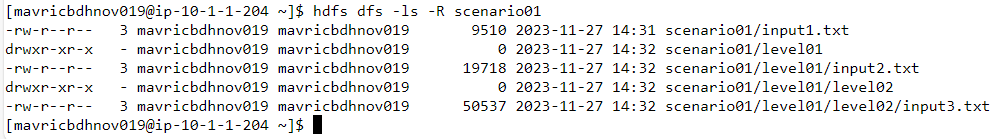 [mavricbdhnov019@ip-10-1-1-204 ~]$ hdfs dfs -ls -R scenario01
-rw-r--r--   3 mavricbdhnov019 mavricbdhnov019       9510 2023-11-27 14:31 scenario01/input1.txt
drwxr-xr-x   - mavricbdhnov019 mavricbdhnov019          0 2023-11-27 14:32 scenario01/level01
-rw-r--r--   3 mavricbdhnov019 mavricbdhnov019      19718 2023-11-27 14:32 scenario01/level01/input2.txt
drwxr-xr-x   - mavricbdhnov019 mavricbdhnov019          0 2023-11-27 14:32 scenario01/level01/level02
-rw-r--r--   3 mavricbdhnov019 mavricbdhnov019      50537 2023-11-27 14:32 scenario01/level01/level02/input3.txt
[mavricbdhnov019@ip-10-1-1-204 ~]$